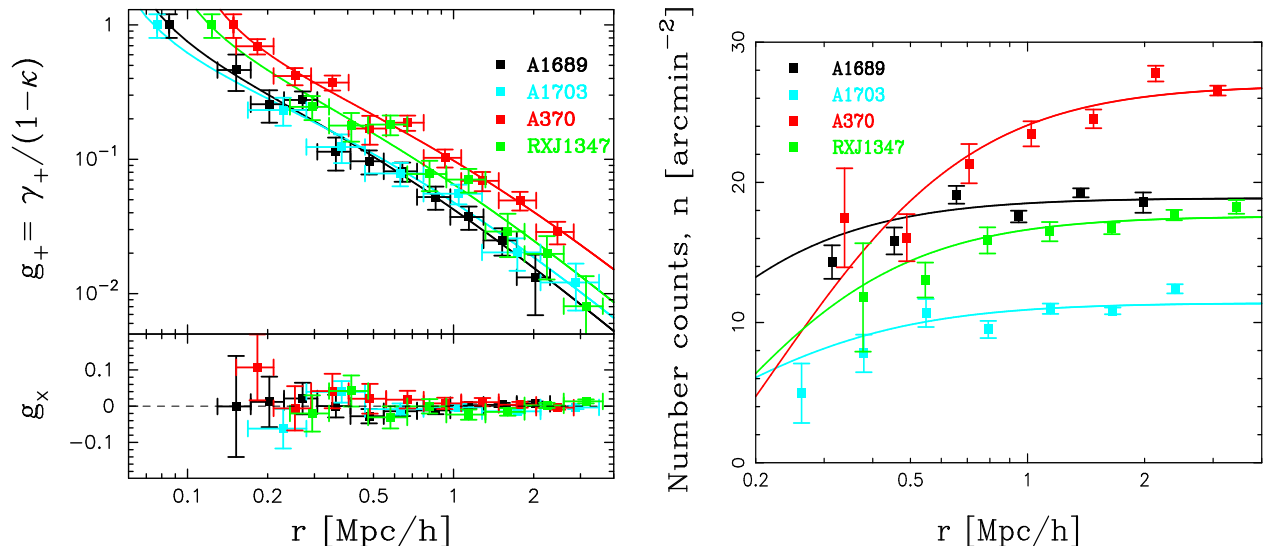 g+ = γ+/(1−κ)
1
10−1
10−2
A1689
A1703
A370
RXJ1347
gx
0.1
0
−0.1
0.1 0.2 0.5 1 2
r [Mpc/h]
Number counts, n [arcmin−2]
30
20
10
0
A1689
A1703
A370
RXJ1347
0.2 0.5 1 2
r [Mpc/h]